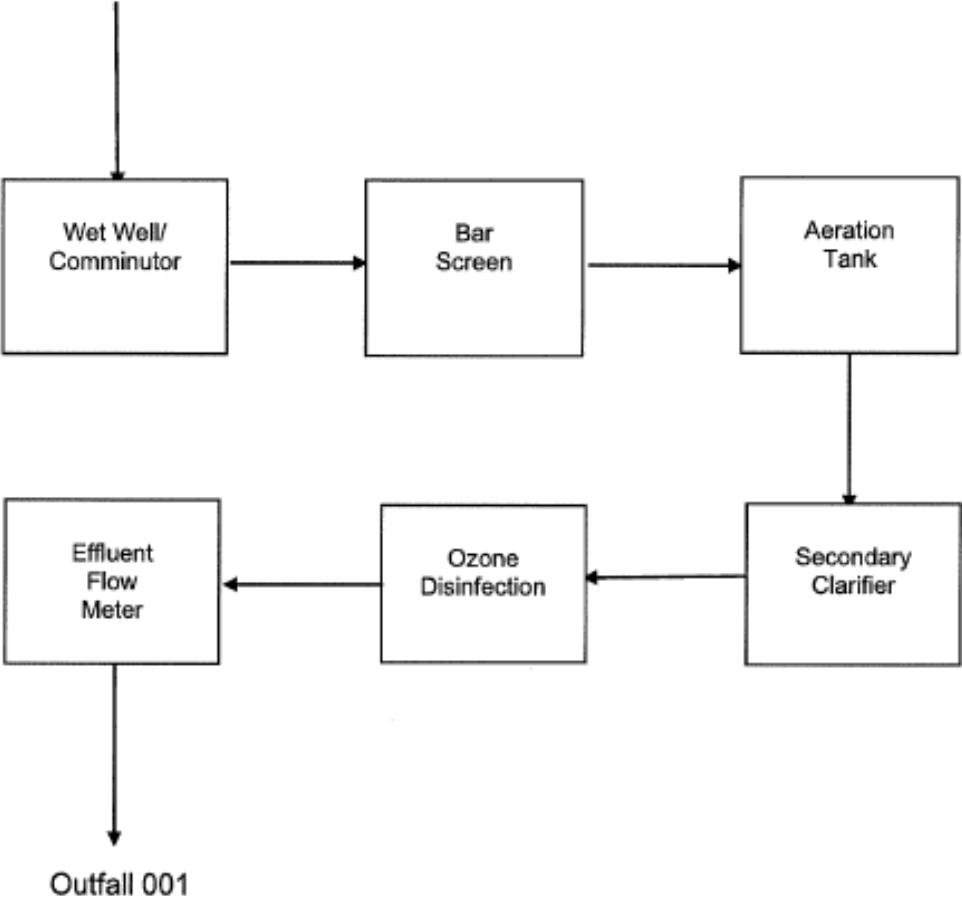 Wet Well/
Comminutor
Bar
Screen
Aeration
Tank
Secondary
Clarifier
Ozone
Disinfection
Effluent
Flow
Meter
Outfall 001